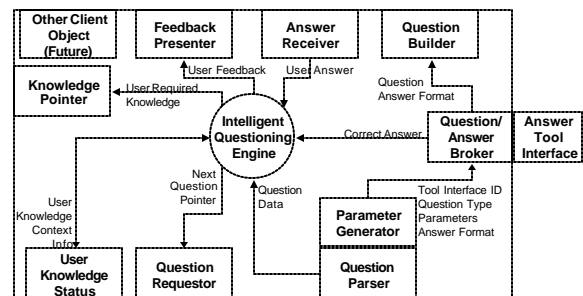 Other Client
Object
(Future)
Feedback
Presenter
Answer
Receiver
Question
Builder
User Feedback
User Answer
Knowledge
Pointer
User Required
Knowledge
Question
Answer Format
Intelligent
Questioning
Engine
Correct Answer
Question/
Answer
Broker
Answer
Tool
Interface
Next
Question
Pointer
Question
Data
Tool Interface ID
Question Type
Parameters
Answer Format
User
Knowledge
Context
Info
Parameter
Generator
User
Knowledge
Status
Question
Requestor
Question
Parser